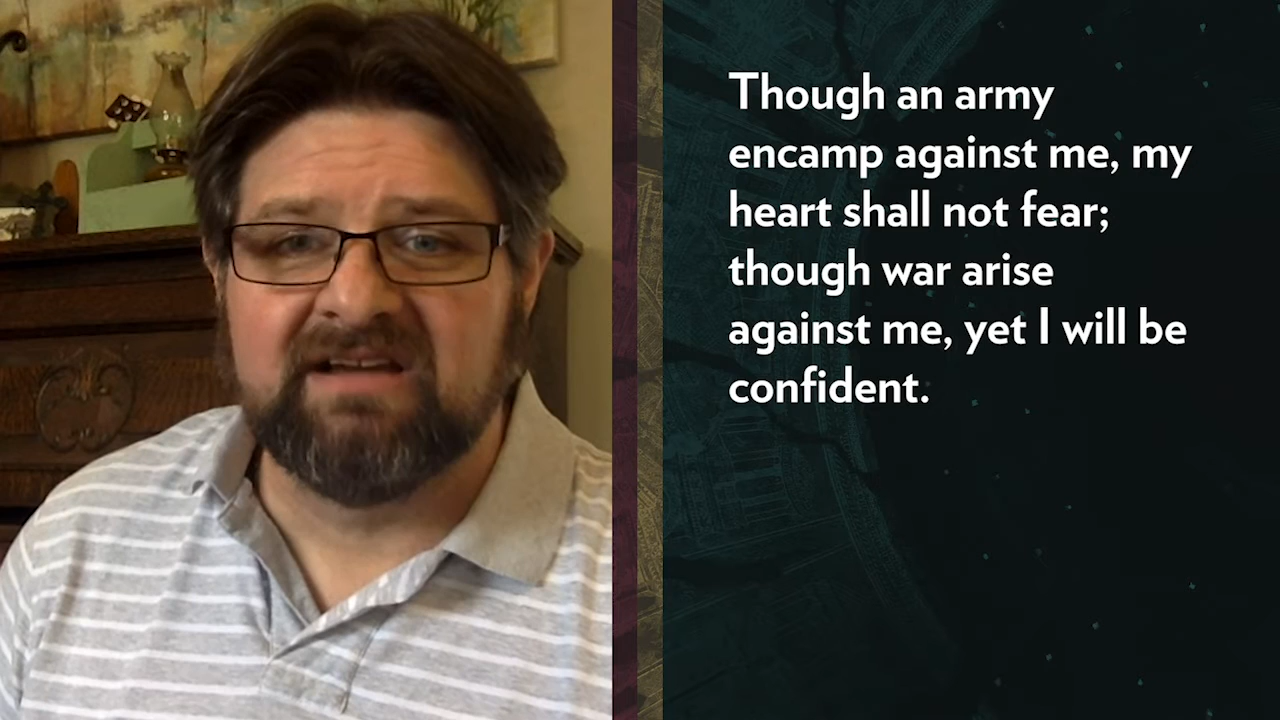 Though an army
encamp against me, my
heart shall not fear;
though war arise
against me, yet I will be
confident.